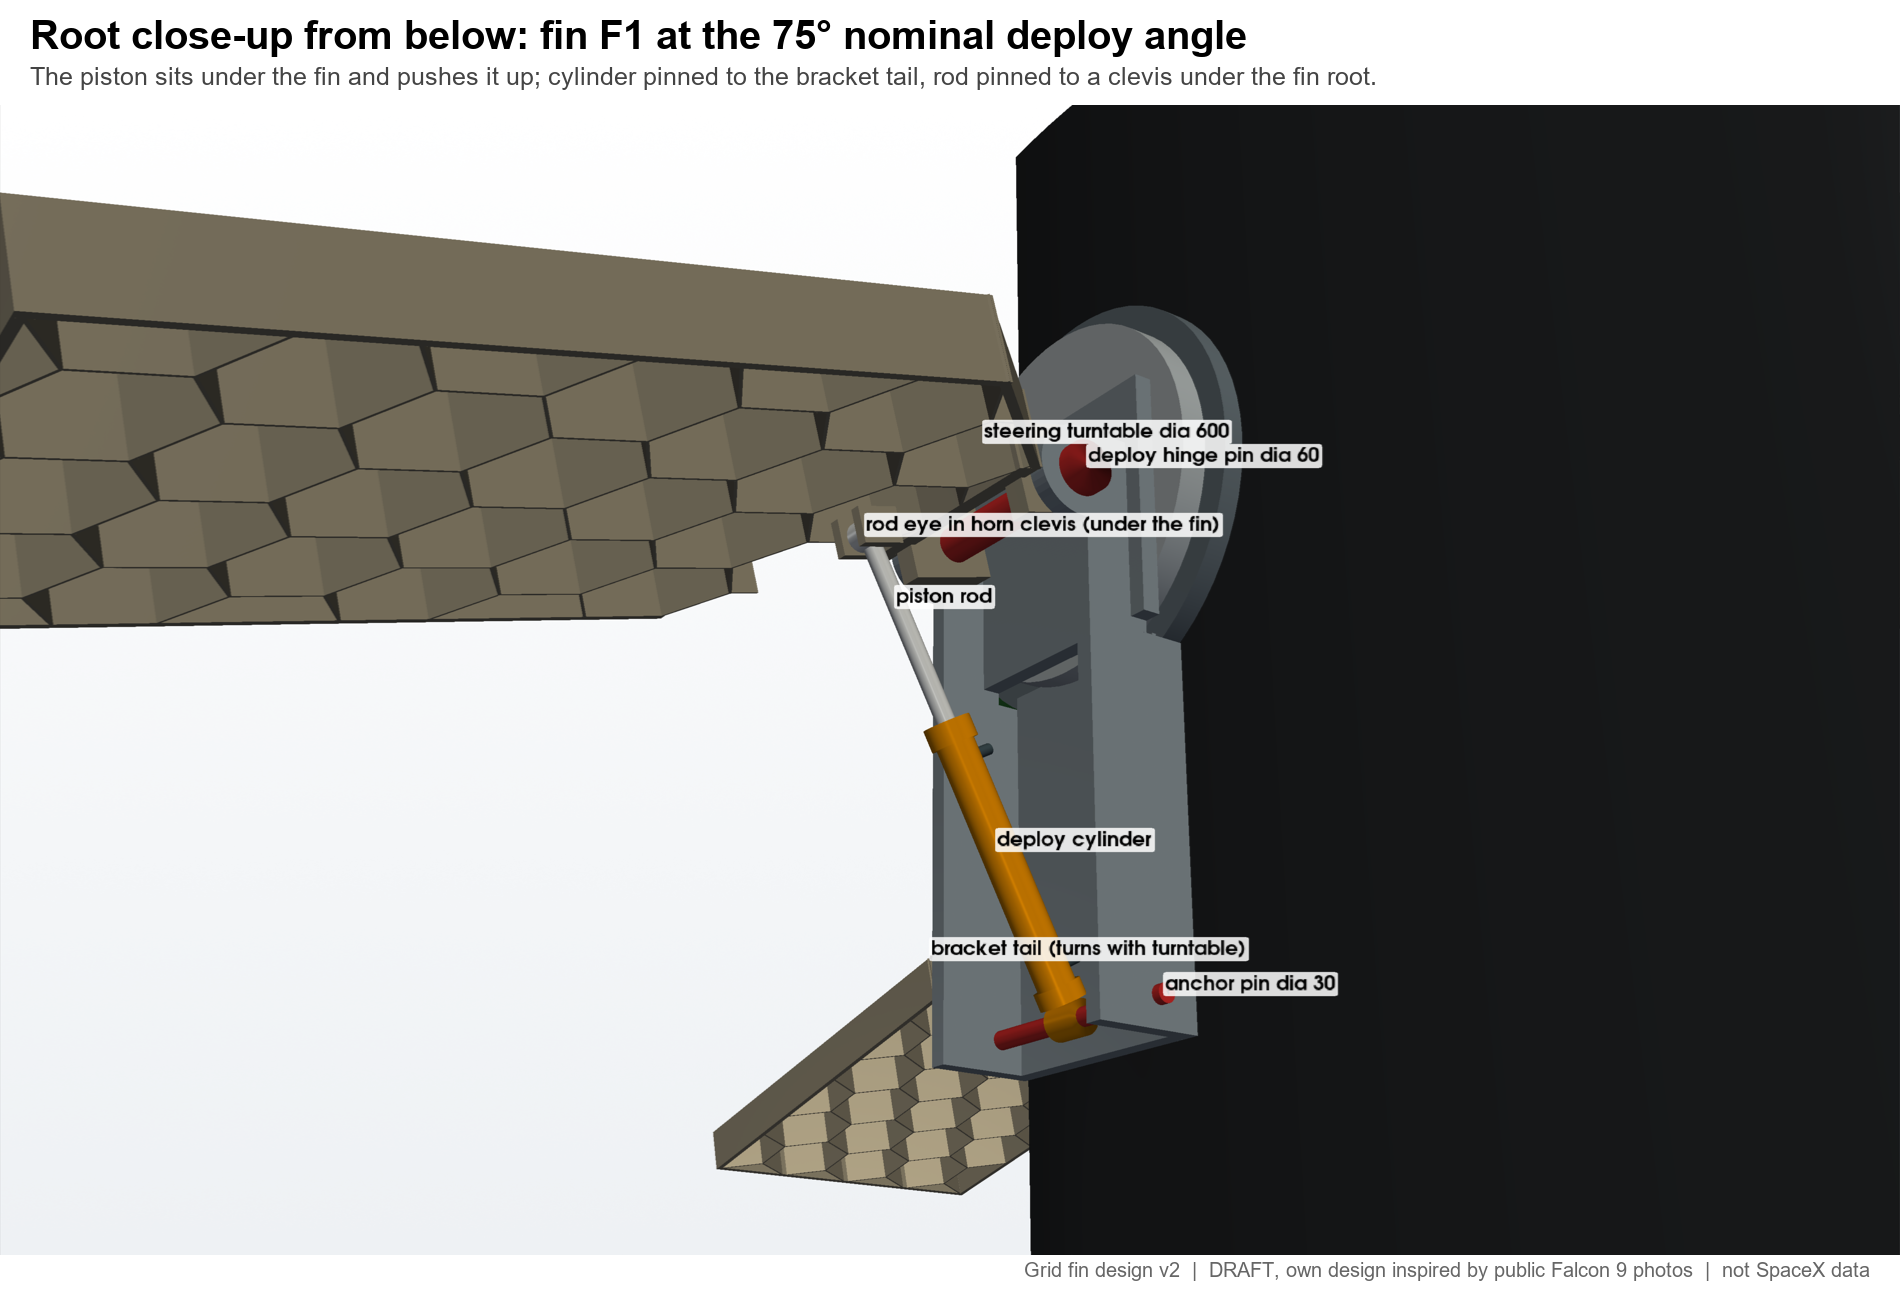 Root close-up from below: fin F1 at the 75° nominal deploy angle
The piston sits under the fin and pushes it up; cylinder pinned to the bracket tail, rod pinned to a clevis under the fin root.
steering turntable dia 600
deploy hinge pin dia 60
rod eye in horn clevis (under the fin)
piston rod
deploy cylinder
bracket tail (turns with turntable)
anchor pin dia 30
Grid fin design v2 | DRAFT, own design inspired by public Falcon 9 photos | not SpaceX data